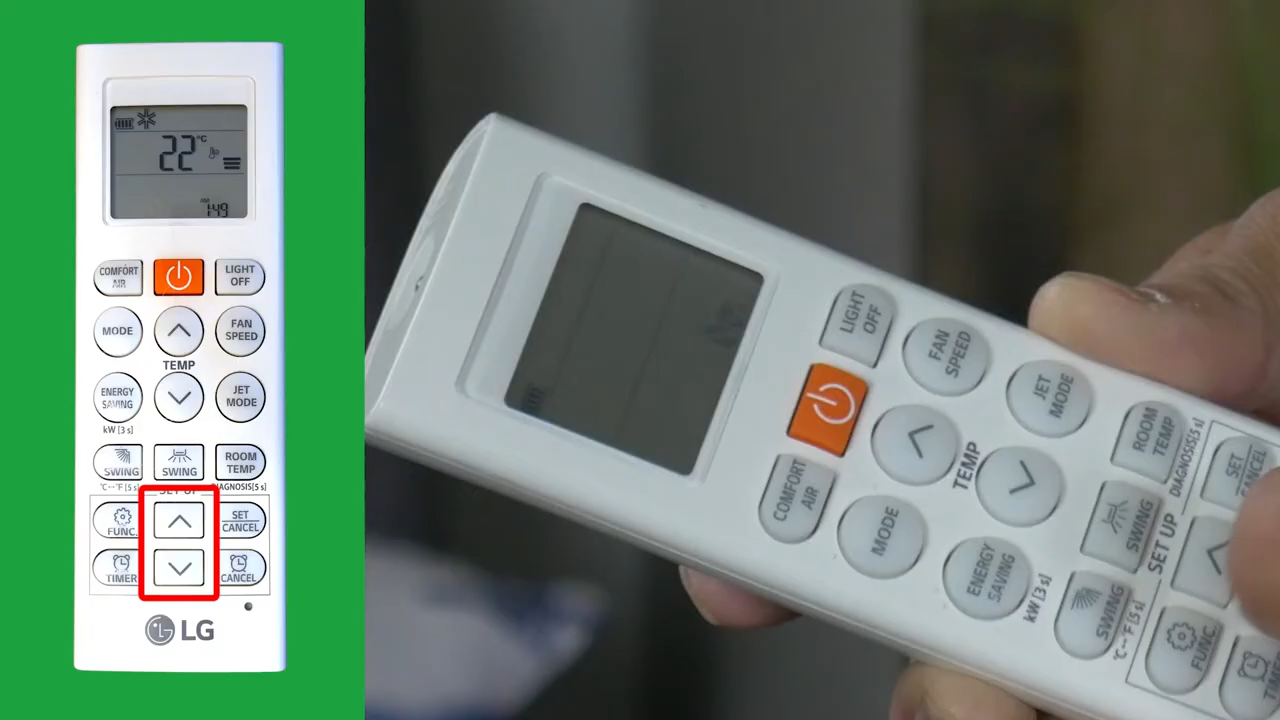 22°C
AM
1:49
COMFORT
AIR
LIGHT
OFF
MODE
FAN
SPEED
TEMP
ENERGY
SAVING
JET
MODE
kW [3 s]
SWING
SWING
ROOM
TEMP
°C↔°F [5 s]
SET UP
DIAGNOSIS[5 s]
FUNC.
SET
CANCEL
TIMER
CANCEL
LG
LIGHT
OFF
FAN
SPEED
JET
MODE
ROOM
TEMP
DIAGNOSIS[5 s]
SET
CANCEL
TEMP
COMFORT
AIR
MODE
ENERGY
SAVING
kW [3 s]
SWING
SWING
°C↔°F [5 s]
SET UP
FUNC.